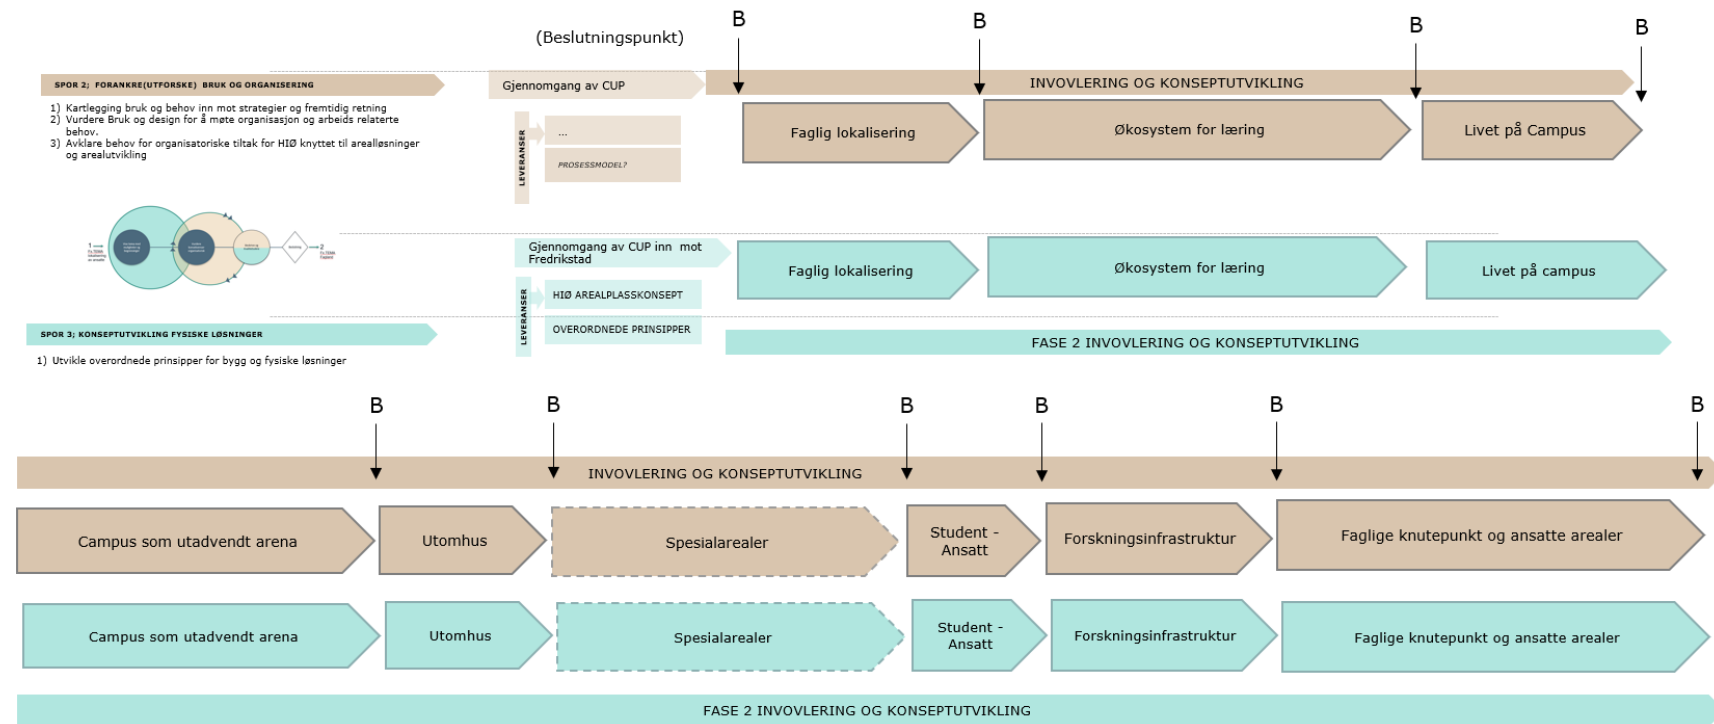 B
B
B
B
(Beslutningspunkt)
SPOR 2; FORANKRE(UTFORSKE) BRUK OG ORGANISERING
Gjennomgang av CUP
INVOVLERING OG KONSEPTUTVIKLING
1) Kartlegging bruk og behov inn mot strategier og fremtidig retning
2) Vurdere Bruk og design for å møte organisasjon og arbeids relaterte
behov.
3) Avklare behov for organisatoriske tiltak for HIØ knyttet til arealløsninger
og arealutvikling
LEVERANSER
...
PROSESSMODEL?
Faglig lokalisering
Økosystem for læring
Livet på Campus
1
2
Gjennomgang av CUP inn mot
Fredrikstad
LEVERANSER
HIØ AREALPLASSKONSEPT
OVERORDNEDE PRINSIPPER
Faglig lokalisering
Økosystem for læring
Livet på campus
SPOR 3; KONSEPTUTVIKLING FYSISKE LØSNINGER
FASE 2 INVOVLERING OG KONSEPTUTVIKLING
1) Utvikle overordnede prinsipper for bygg og fysiske løsninger
B
B
B
B
B
B
INVOVLERING OG KONSEPTUTVIKLING
Campus som utadvendt arena
Utomhus
Spesialarealer
Student -
Ansatt
Forskningsinfrastruktur
Faglige knutepunkt og ansatte arealer
Campus som utadvendt arena
Utomhus
Spesialarealer
Student -
Ansatt
Forskningsinfrastruktur
Faglige knutepunkt og ansatte arealer
FASE 2 INVOVLERING OG KONSEPTUTVIKLING